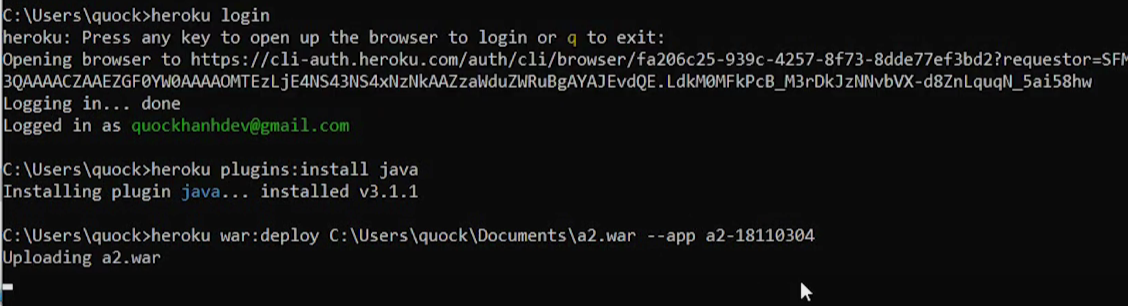 C:\Users\quock>heroku login
heroku: Press any key to open up the browser to login or q to exit:
Opening browser to https://cli-auth.heroku.com/auth/cli/browser/fa206c25-939c-4257-8f73-8dde77ef3bd2?requestor=SFM
3QAAAACZAAEZGF0YW0AAAAOMTEzLjE4NS43NS4xNzNkAAZzaWduZWRuBgAYAJEvdQE.LdkM0MFkPcB_M3rDkJzNNvbVX-d8ZnLquqN_5ai58hw
Logging in... done
Logged in as quockhanhdev@gmail.com
C:\Users\quock>heroku plugins:install java
Installing plugin java... installed v3.1.1
C:\Users\quock>heroku war:deploy C:\Users\quock\Documents\a2.war --app a2-18110304
Uploading a2.war